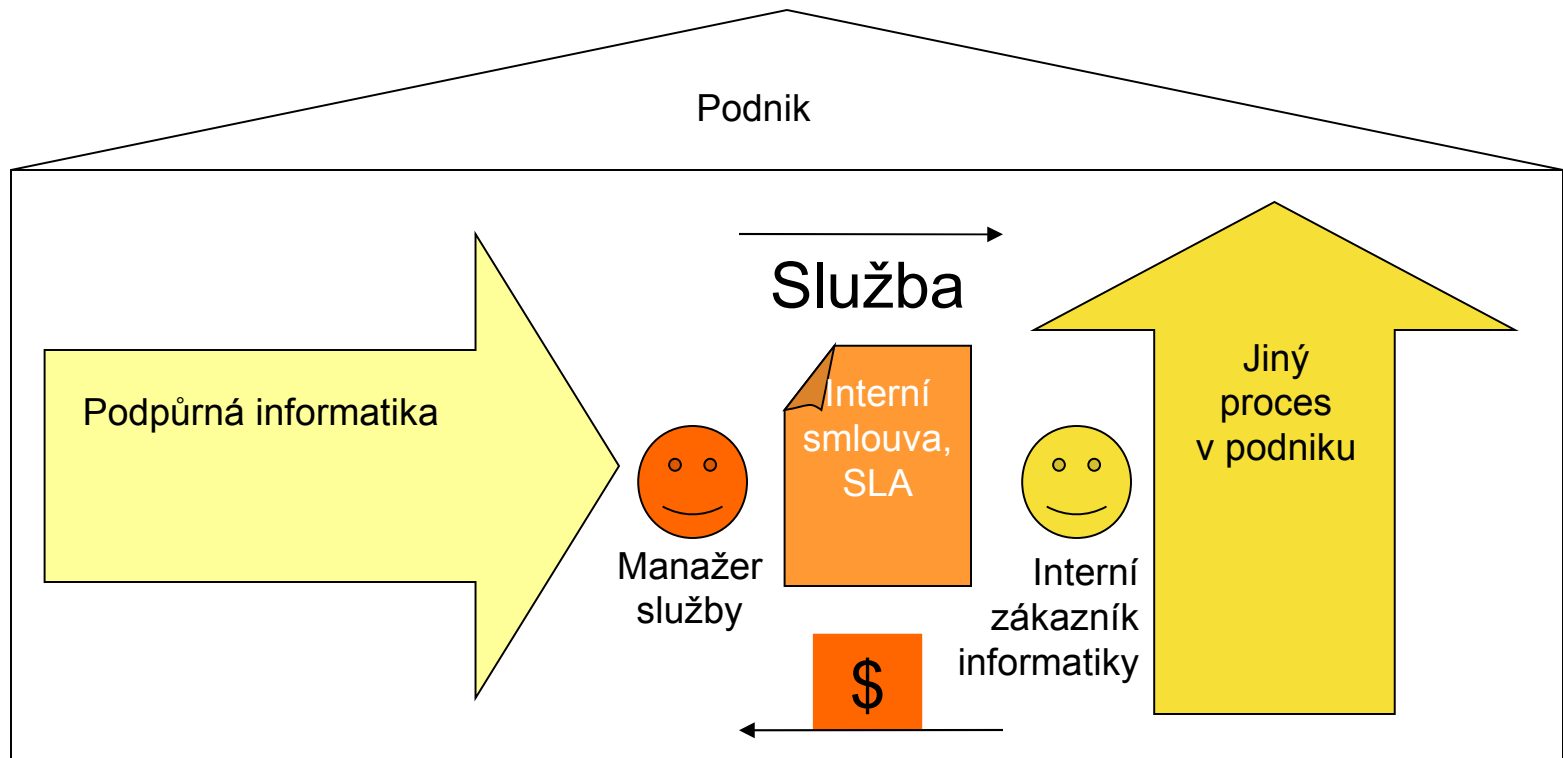 Podnik
Služba
Podpůrná informatika
Interní
smlouva,
SLA
Jiný
proces
v podniku
Manažer
služby
Interní
zákazník
informatiky
$